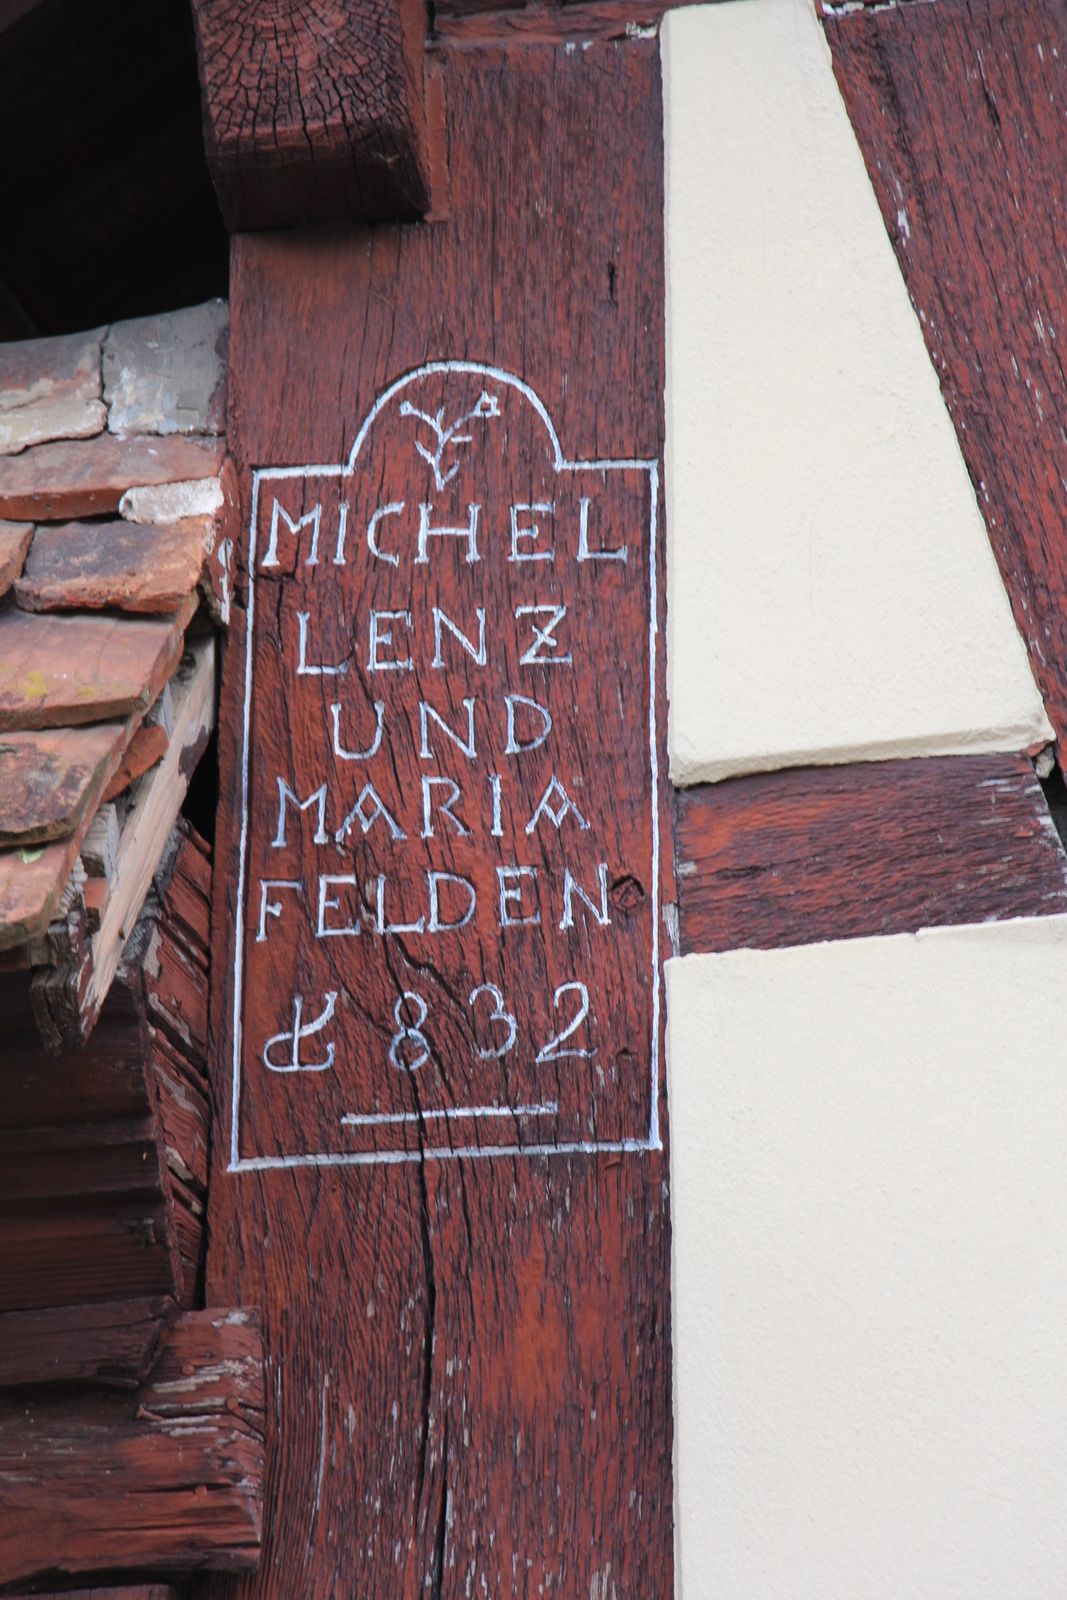 MICHEL
LENZ
UND
MARIA
FELDEN
1832